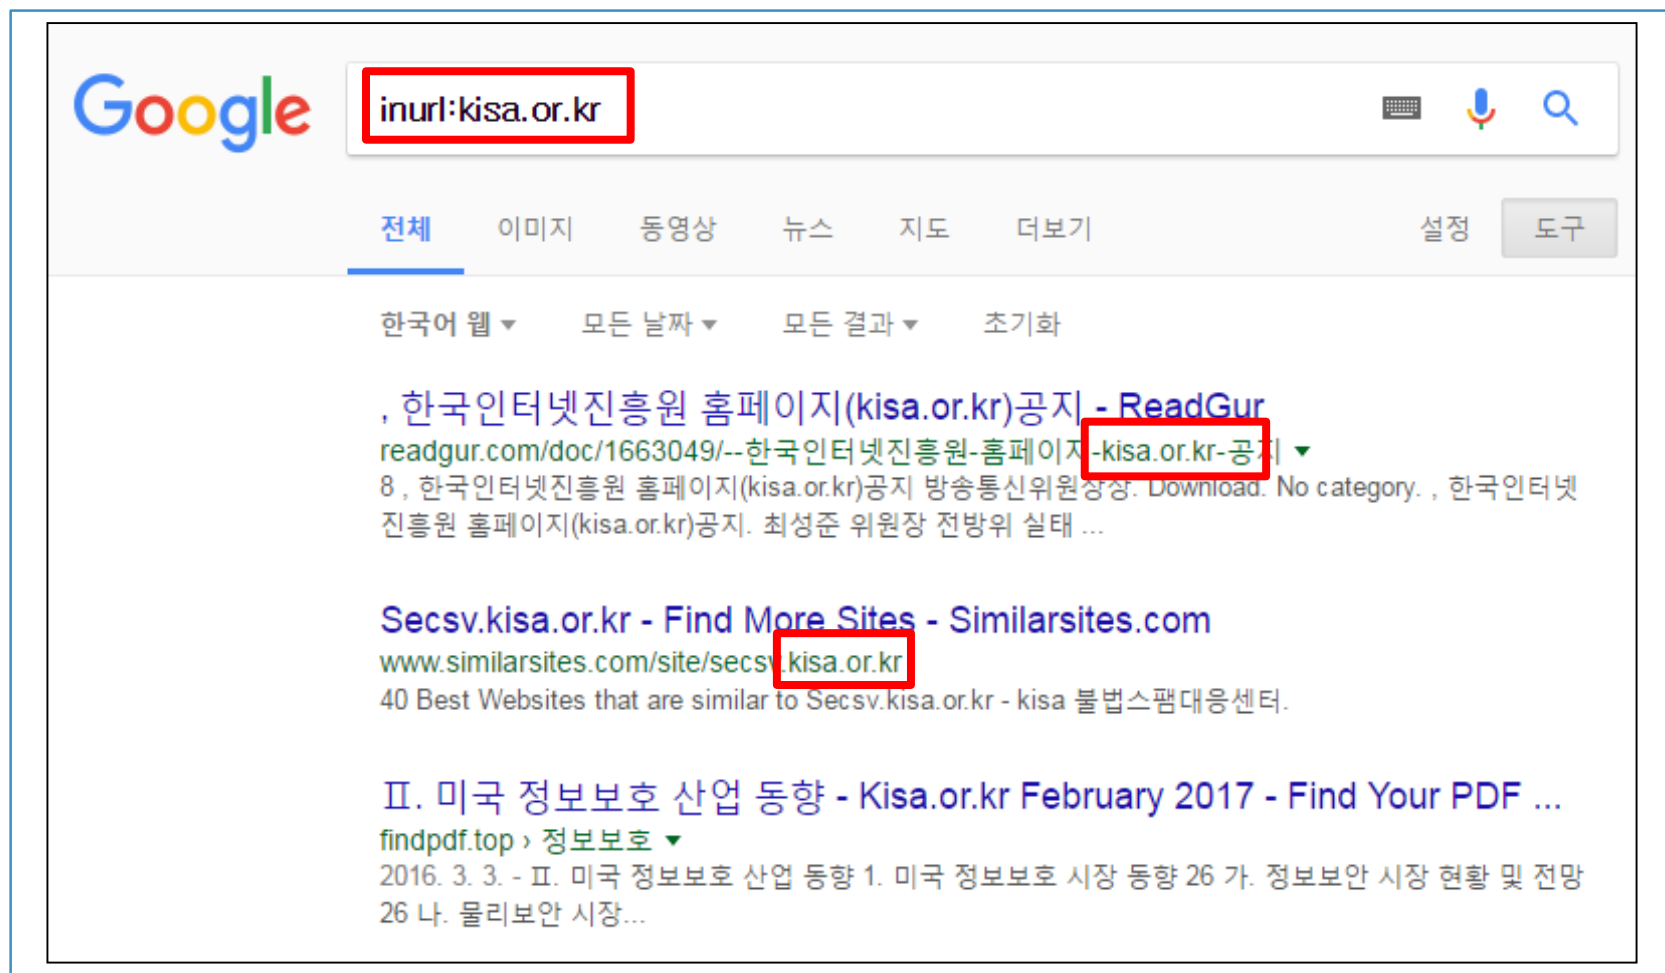 Google
inurl:kisa.or.kr
전체 이미지 동영상 뉴스 지도 더보기 설정 도구
한국어 웹 모든 날짜 모든 결과 초기화
, 한국인터넷진흥원 홈페이지(kisa.or.kr)공지 - ReadGur
readgur.com/doc/1663049/--한국인터넷진흥원-홈페이지-kisa.or.kr-공지
8 , 한국인터넷진흥원 홈페이지(kisa.or.kr)공지 방송통신위원상상. Download. No category. , 한국인터넷
진흥원 홈페이지(kisa.or.kr)공지. 최성준 위원장 전방위 실태 ...
Secsv.kisa.or.kr - Find More Sites - Similarsites.com
www.similarsites.com/site/secsv.kisa.or.kr
40 Best Websites that are similar to Secsv.kisa.or.kr - kisa 불법스팸대응센터.
Ⅱ. 미국 정보보호 산업 동향 - Kisa.or.kr February 2017 - Find Your PDF ...
findpdf.top › 정보보호
2016. 3. 3. - Ⅱ. 미국 정보보호 산업 동향 1. 미국 정보보호 시장 동향 26 가. 정보보안 시장 현황 및 전망
26 나. 물리보안 시장...